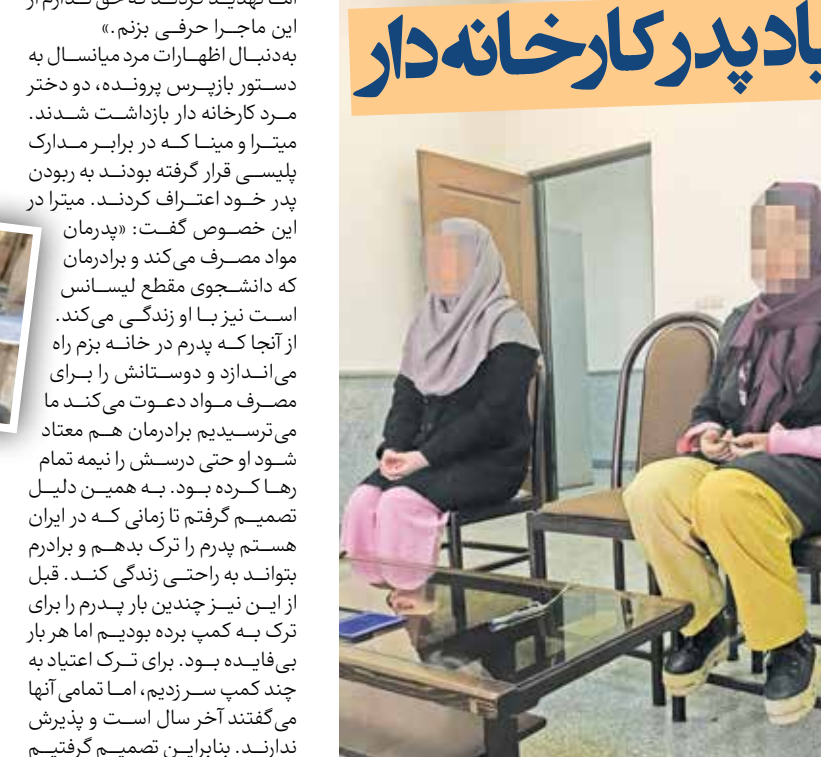 پدر کارخانه‌دار
این ماجرا حرفی بزنم.»
به‌دنبال اظهارات مرد میانسال به
دستور بازپرس پرونده، دو دختر
مرد کارخانه دار بازداشت شدند.
میترا و مینا که در برابر مدارک
پلیسی قرار گرفته بودند به ربودن
پدر خود اعتراف کردند. میترا در
این خصوص گفت: «پدرمان
مواد مصرف می‌کند و برادرمان
که دانشجوی مقطع لیسانس
است نیز با او زندگی می‌کند.
از آنجا که پدرم در خانه بزم راه
می‌اندازد و دوستانش را برای
مصرف مواد دعوت می‌کند ما
می‌ترسیدیم برادرمان هم معتاد
شود او حتی درسش را نیمه تمام
رها کرده بود. به همین دلیل
تصمیم گرفتم تا زمانی که در ایران
هستم پدرم را ترک بدهم و برادرم
بتواند به راحتی زندگی کند. قبل
از این نیز چندین بار پدرم را برای
ترک به کمپ برده بودیم اما هر بار
بی‌فایده بود. برای ترک اعتیاد به
چند کمپ سر زدیم، اما تمامی آنها
می‌گفتند آخر سال است و پذیرش
ندارند. بنابراین تصمیم گرفتیم